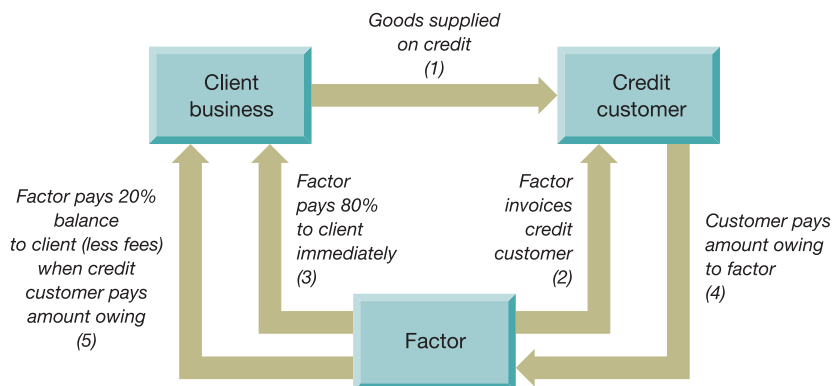 Goods supplied
on credit
(1)
Client
business
Credit
customer
Factor pays 20%
balance
to client (less fees)
when credit
customer pays
amount owing
(5)
Factor
pays 80%
to client
immediately
(3)
Factor
invoices
credit
customer
(2)
Customer pays
amount owing
to factor
(4)
Factor